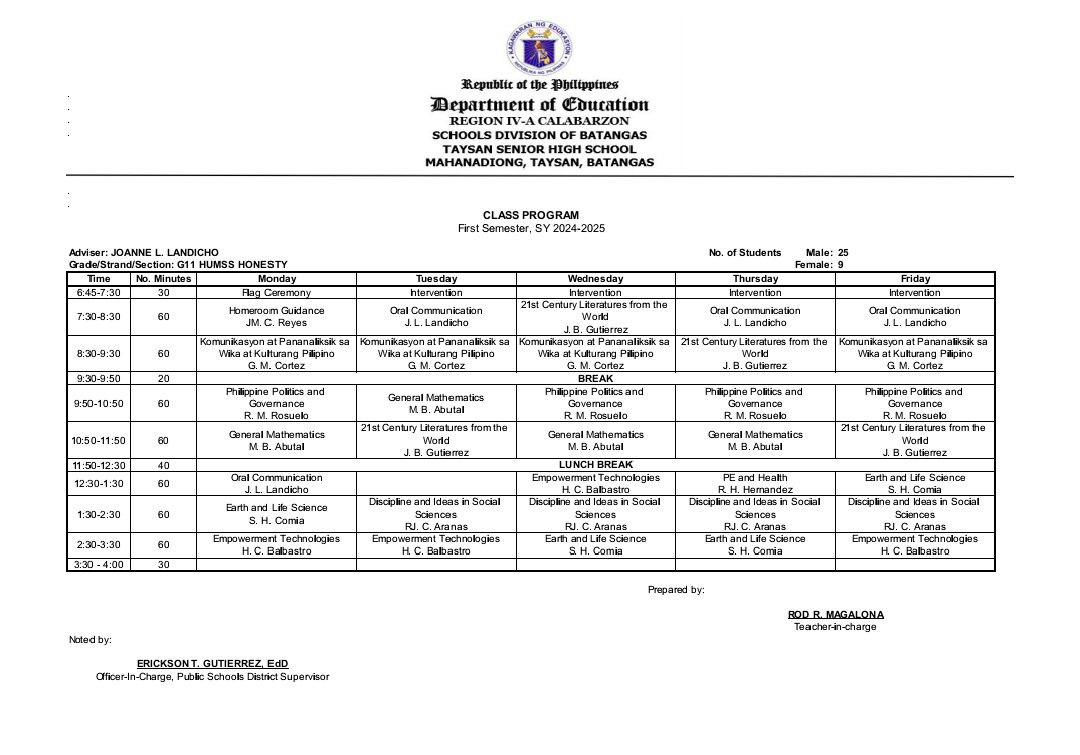 KAGAWARAN NG EDUKASYON
REPUBLIKA NG PILIPINAS
Republic of the Philippines
Department of Education
REGION IV-A CALABARZON
SCHOOLS DIVISION OF BATANGAS
TAYSAN SENIOR HIGH SCHOOL
MAHANADIONG, TAYSAN, BATANGAS
CLASS PROGRAM
First Semester, SY 2024-2025
Adviser: JOANNE L. LANDICHO No. of Students Male: 25
Grade/Strand/Section: G11 HUMSS HONESTY Female: 9
Time No. Minutes Monday Tuesday Wednesday Thursday Friday
6:45-7:30 30 Flag Ceremony Intervention Intervention Intervention Intervention
7:30-8:30 60
Homeroom Guidance
JM. C. Reyes
Oral Communication
J. L. Landicho
21st Century Literatures from the
World
J. B. Gutierrez
Oral Communication
J. L. Landicho
Oral Communication
J. L. Landicho
8:30-9:30 60
Komunikasyon at Pananaliksik sa
Wika at Kulturang Pilipino
G. M. Cortez
Komunikasyon at Pananaliksik sa
Wika at Kulturang Pilipino
G. M. Cortez
Komunikasyon at Pananaliksik sa
Wika at Kulturang Pilipino
G. M. Cortez
21st Century Literatures from the
World
J. B. Gutierrez
Komunikasyon at Pananaliksik sa
Wika at Kulturang Pilipino
G. M. Cortez
9:30-9:50 20 BREAK
9:50-10:50 60
Philippine Politics and
Governance
R. M. Rosuelo
General Mathematics
M. B. Abutal
Philippine Politics and
Governance
R. M. Rosuelo
Philippine Politics and
Governance
R. M. Rosuelo
Philippine Politics and
Governance
R. M. Rosuelo
10:50-11:50 60
General Mathematics
M. B. Abutal
21st Century Literatures from the
World
J. B. Gutierrez
General Mathematics
M. B. Abutal
General Mathematics
M. B. Abutal
21st Century Literatures from the
World
J. B. Gutierrez
11:50-12:30 40 LUNCH BREAK
12:30-1:30 60
Oral Communication
J. L. Landicho
Empowerment Technologies
H. C. Balbastro
PE and Health
R. H. Hernandez
Earth and Life Science
S. H. Comia
1:30-2:30 60
Earth and Life Science
S. H. Comia
Discipline and Ideas in Social
Sciences
RJ. C. Aranas
Discipline and Ideas in Social
Sciences
RJ. C. Aranas
Discipline and Ideas in Social
Sciences
RJ. C. Aranas
Discipline and Ideas in Social
Sciences
RJ. C. Aranas
2:30-3:30 60
Empowerment Technologies
H. C. Balbastro
Empowerment Technologies
H. C. Balbastro
Earth and Life Science
S. H. Comia
Earth and Life Science
S. H. Comia
Empowerment Technologies
H. C. Balbastro
3:30 - 4:00 30
Prepared by:
ROD R. MAGALONA
Teacher-in-charge
Noted by:
ERICKSON T. GUTIERREZ, EdD
Officer-In-Charge, Public Schools District Supervisor